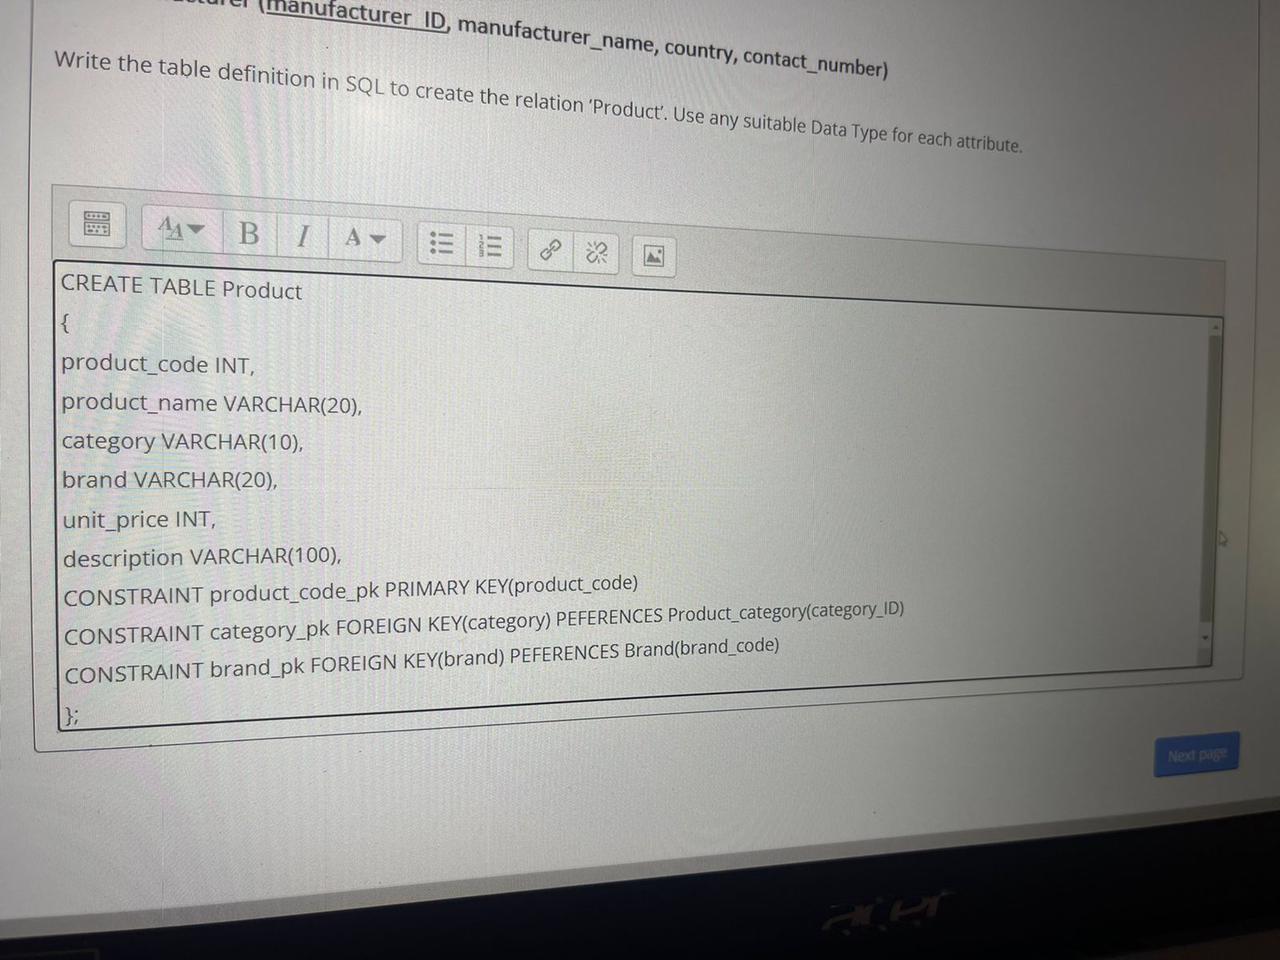 (manufacturer_ID, manufacturer_name, country, contact_number)
Write the table definition in SQL to create the relation ‘Product’. Use any suitable Data Type for each attribute.
B I A
CREATE TABLE Product
{
product_code INT,
product_name VARCHAR(20),
category VARCHAR(10),
brand VARCHAR(20),
unit_price INT,
description VARCHAR(100),
CONSTRAINT product_code_pk PRIMARY KEY(product_code)
CONSTRAINT category_pk FOREIGN KEY(category) PEFERENCES Product_category(category_ID)
CONSTRAINT brand_pk FOREIGN KEY(brand) PEFERENCES Brand(brand_code)
};
Next page
acer